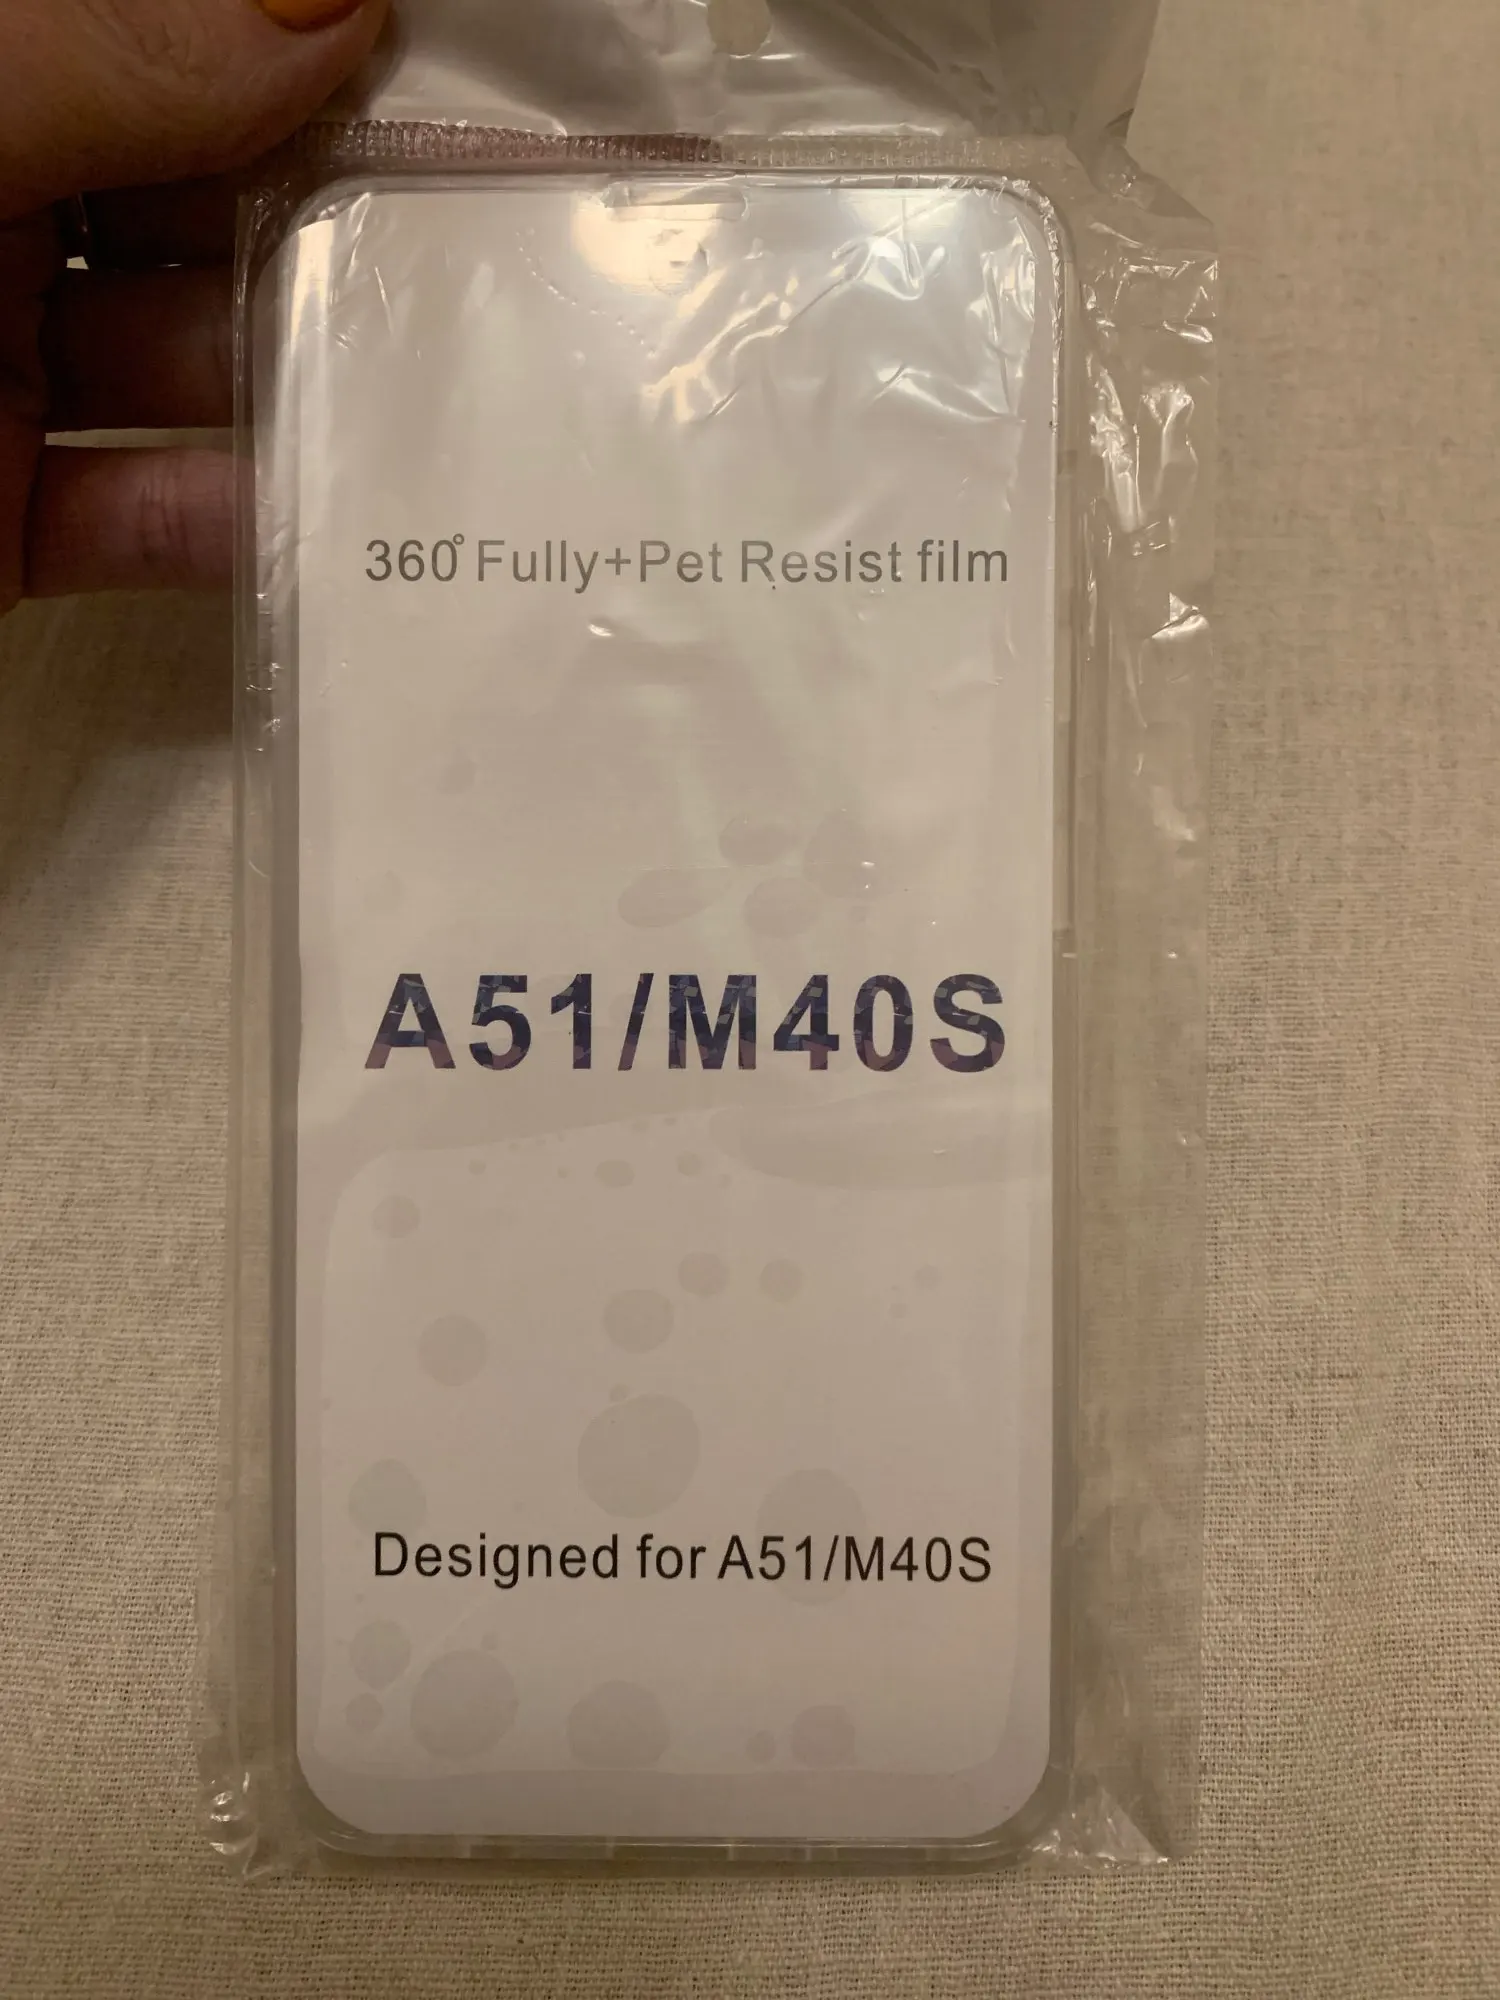 360° Fully+Pet Resist film
A51/M40S
Designed for A51/M40S